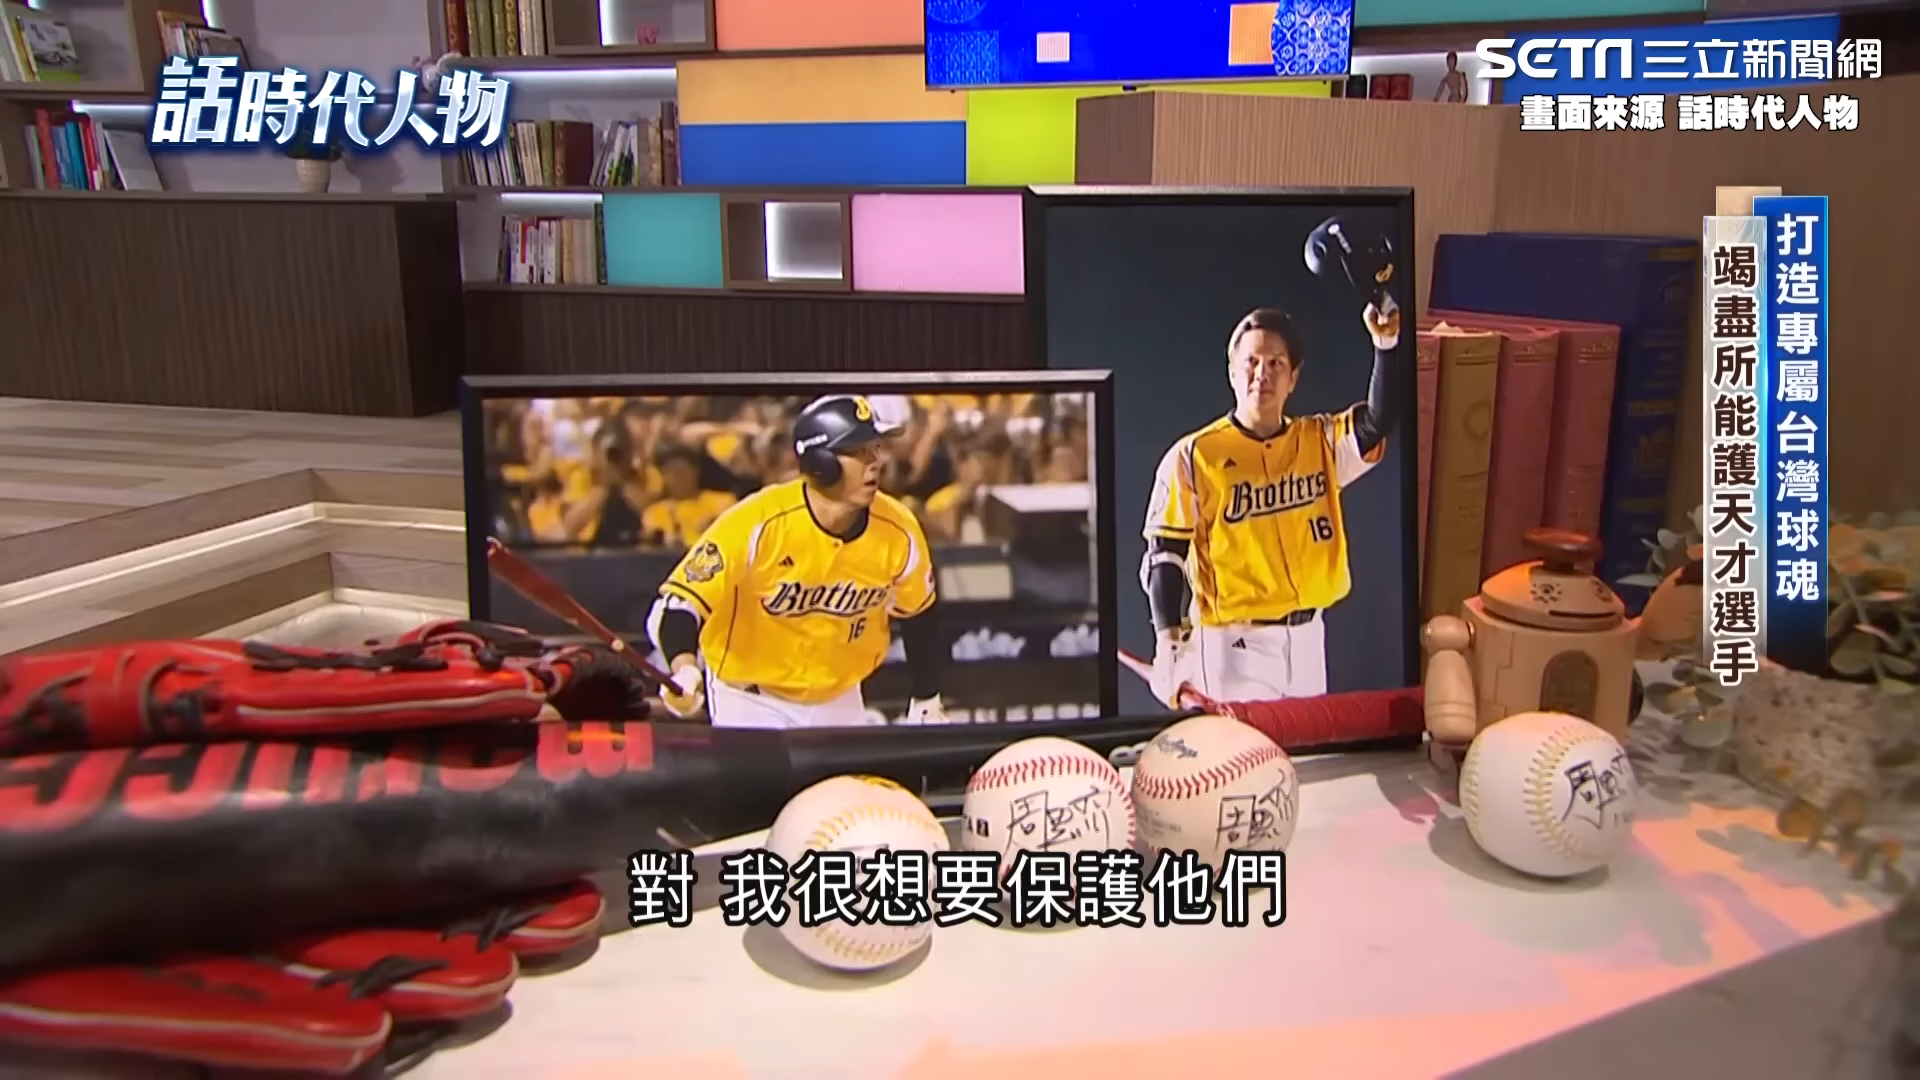 話時代人物
SETN三立新聞網
畫面來源 話時代人物
打造專屬台灣球魂
竭盡所能護天才選手
Brothers
16
Brothers
16
對 我很想要保護他們